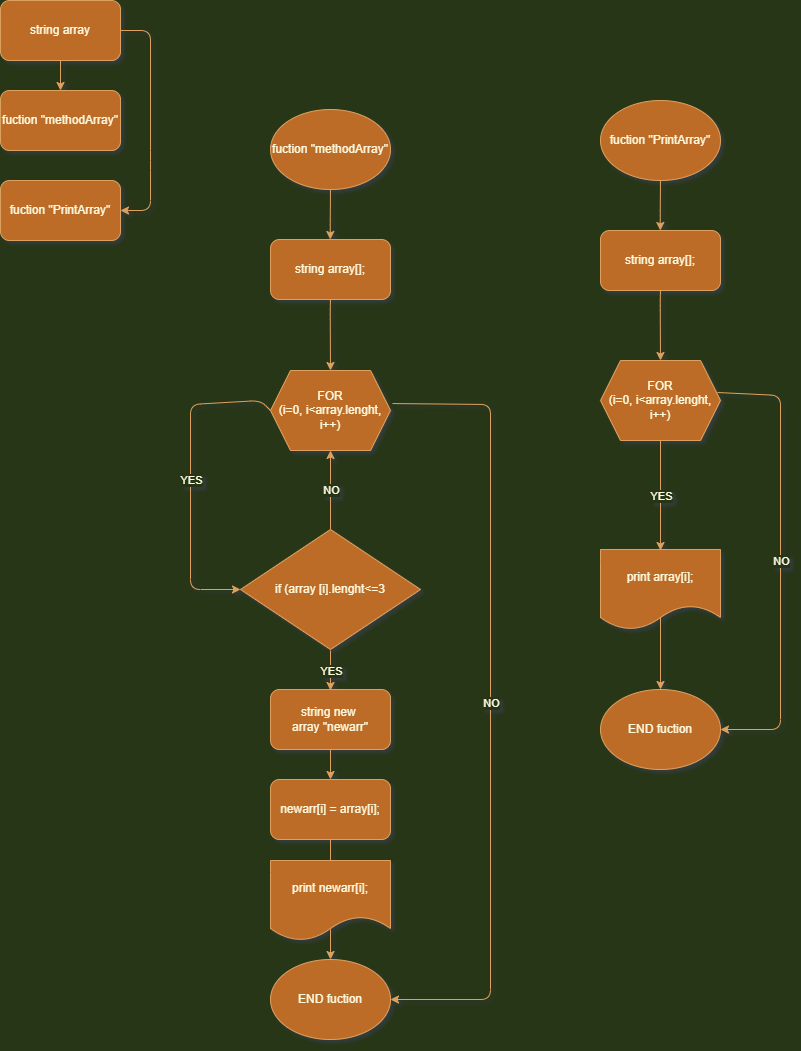 string array
fuction "methodArray"
fuction "PrintArray"
fuction "methodArray"
string array[];
FOR
(i=0, i<array.lenght,
i++)
YES
NO
if (array [i].lenght<=3
YES
string new
array "newarr"
NO
newarr[i] = array[i];
print newarr[i];
END fuction
fuction "PrintArray"
string array[];
FOR
(i=0, i<array.lenght,
i++)
YES
NO
print array[i];
END fuction